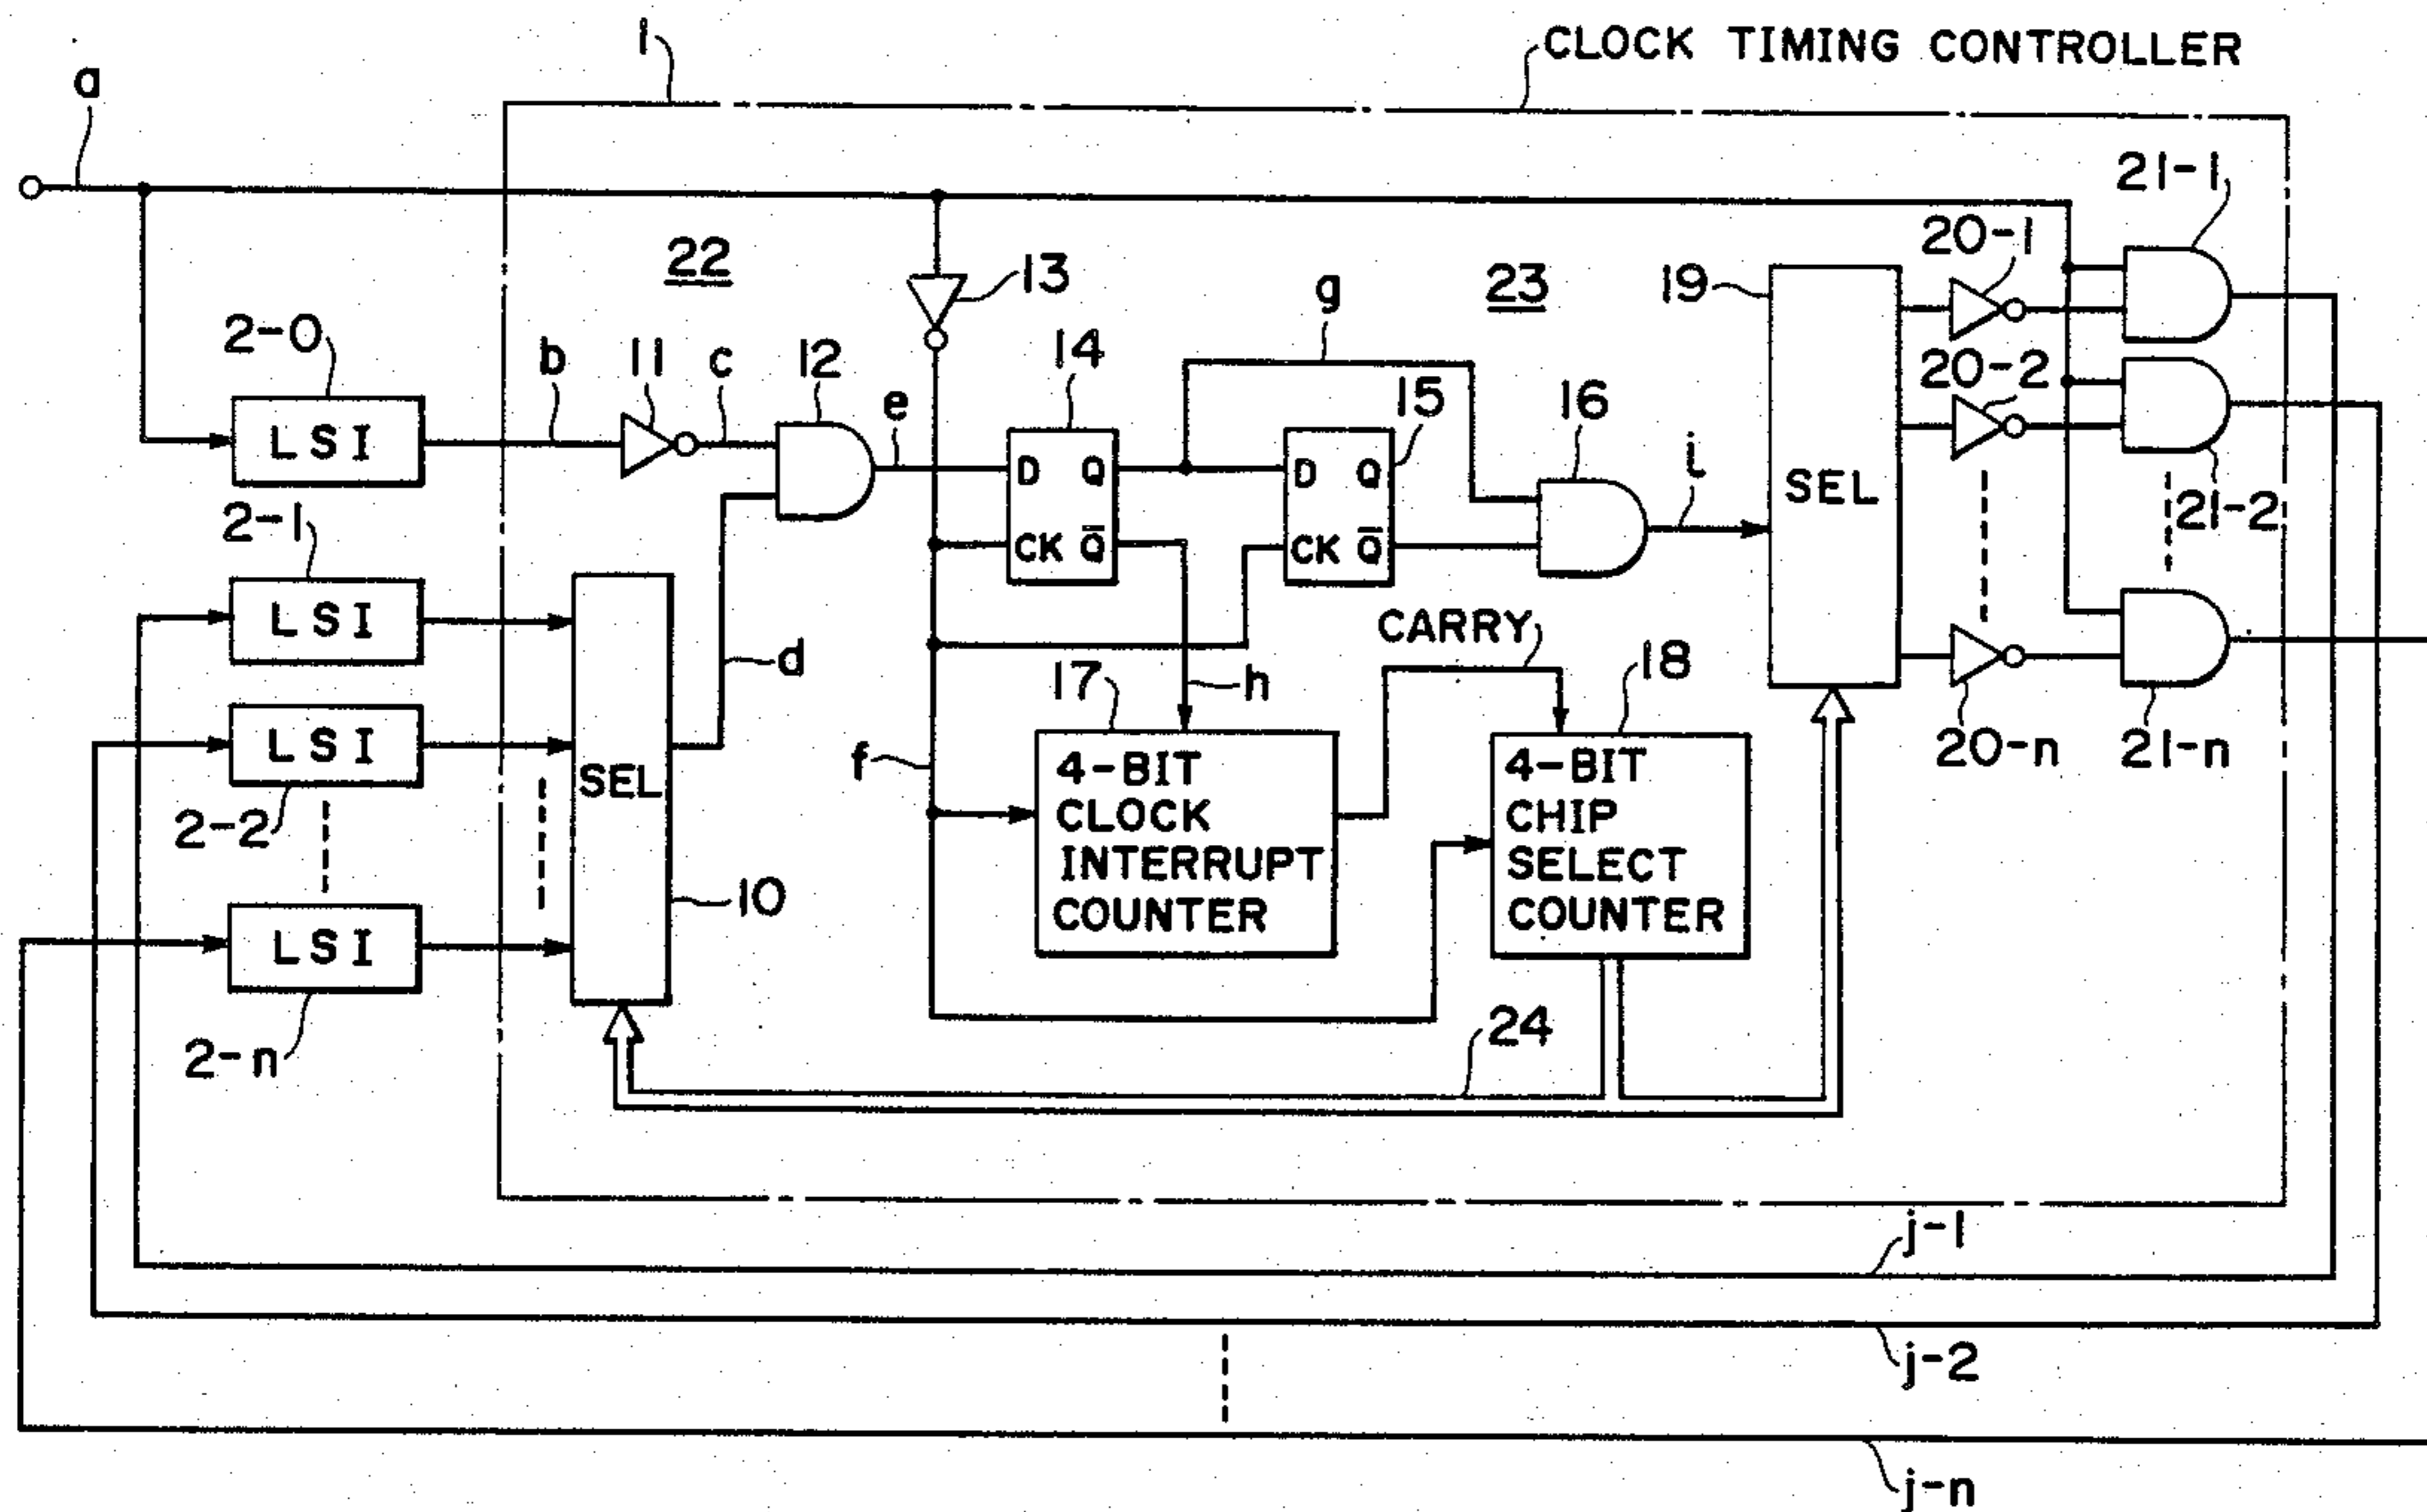 1
CLOCK TIMING CONTROLLER
a
21-1
20-1
22
13
g
23
19
2-0
b
11
c
12
e
14
15
16
i
20-2
LSI
D Q
CK Q̅
D Q
CK Q̅
SEL
21-2
2-1
LSI
d
h
CARRY
17
18
20-n
21-n
LSI
2-2
SEL
f
4-BIT
CLOCK
INTERRUPT
COUNTER
4-BIT
CHIP
SELECT
COUNTER
10
LSI
2-n
24
j-1
j-2
j-n